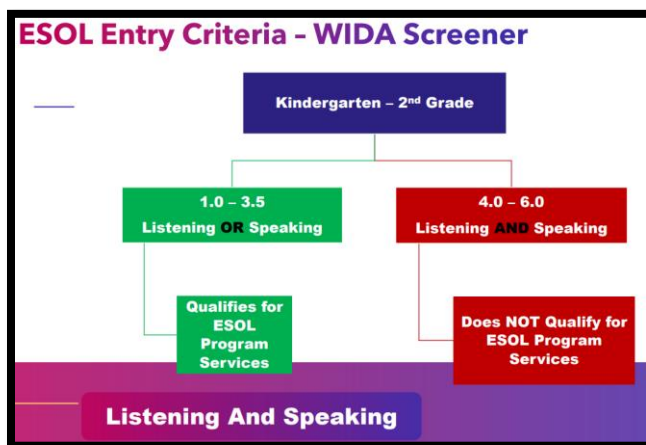 ESOL Entry Criteria - WIDA Screener
Kindergarten – 2nd Grade
1.0 – 3.5
Listening OR Speaking
4.0 – 6.0
Listening AND Speaking
Qualifies for
ESOL
Program
Services
Does NOT Qualify for
ESOL Program
Services
Listening And Speaking